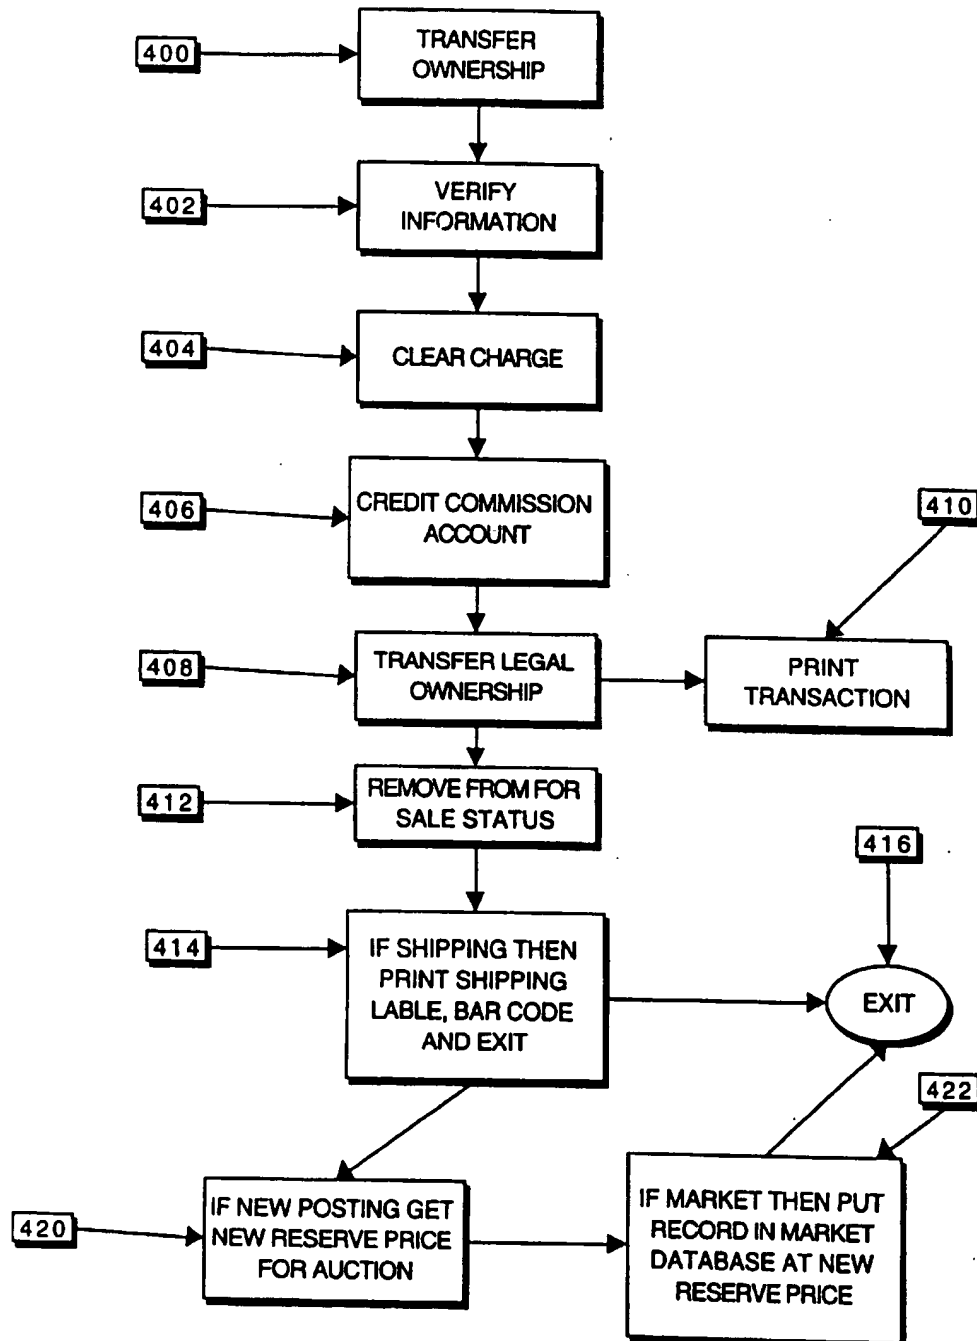 400
TRANSFER
OWNERSHIP
402
VERIFY
INFORMATION
404
CLEAR CHARGE
406
CREDIT COMMISSION
ACCOUNT
410
408
TRANSFER LEGAL
OWNERSHIP
PRINT
TRANSACTION
412
REMOVE FROM FOR
SALE STATUS
416
414
IF SHIPPING THEN
PRINT SHIPPING
LABLE, BAR CODE
AND EXIT
EXIT
422
420
IF NEW POSTING GET
NEW RESERVE PRICE
FOR AUCTION
IF MARKET THEN PUT
RECORD IN MARKET
DATABASE AT NEW
RESERVE PRICE